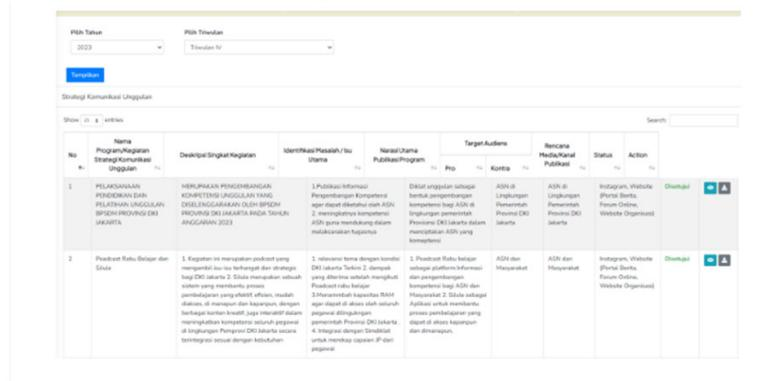 Pilih Tahun
Pilih Triwulan
2023
Triwulan IV
Tampilkan
Strategi Komunikasi Unggulan
Show entries
Search:
No
Nama
Program/Kegiatan
Strategi Komunikasi
Unggulan
Deskripsi Singkat Kegiatan
Identifikasi Masalah / Isu
Utama
Narasi Utama
Publikasi Program
Target Audiens
Pro
Kontra
Rencana
Media/Kanal
Publikasi
Status
Action
1
PELAKSANAAN
PENDIDIKAN DAN
PELATIHAN UNGGULAN
BPSDM PROVINSI DKI
JAKARTA
MERUPAKAN PENGEMBANGAN
KOMPETENSI UNGGULAN YANG
DISELENGGARAKAN OLEH BPSDM
PROVINSI DKI JAKARTA PADA TAHUN
ANGGARAN 2023
1.Publikasi Informasi
Pengembangan Kompetensi
agar dapat diketahui oleh ASN
2. meningkatnya kompetensi
ASN guna mendukung dalam
melaksanakan tugasnya
Diklat unggulan sebagai
bentuk pengembangan
kompetensi bagi ASN di
lingkungan pemerintah
Provinsi DKI Jakarta dalam
menciptakan ASN yang
ASN di
Lingkungan
Pemerintah
Provinsi DKI
Jakarta
ASN di
Lingkungan
Pemerintah
Provinsi DKI
Jakarta
Instagram, Website
(Portal Berita,
Forum Online,
Website Organisasi)
Disetujui
2
Poadcast Rabu Belajar dan
Silula
1. Kegiatan ini merupakan podcast yang
mengambil isu-isu terhangat dan strategis
bagi DKI Jakarta 2. Silula merupakan sebuah
sistem yang membantu proses
pembelajaran yang efektif, efisien, mudah
diakses, di manapun dan kapanpun, dengan
berbagai konten kreatif, juga interaktif dalam
meningkatkan kompetensi seluruh pegawai
di lingkungan Pemprov DKI Jakarta secara
terintegrasi sesuai dengan kebutuhan
1. relevansi tema dengan kondisi
DKI Jakarta Terkini 2. dampak
yang diterima setelah mengikuti
Poadcast rabu belajar
3.Menambah kapasitas RAM
agar dapat di akses oleh seluruh
pegawai dilingkungan
pemerintah Provinsi DKI Jakarta
4. Integrasi dengan Simdiklat
untuk merekap capaian JP dari
pegawai
1. Poadcast Rabu belajar
sebagai platform Informasi
dan pengembangan
kompetensi bagi ASN dan
Masyarakat 2. Silula sebagai
Aplikasi untuk membantu
proses pembelajaran yang
dapat di akses kapanpun
dan dimanapun.
ASN dan
Masyarakat
ASN dan
Masyarakat
Instagram, Website
(Portal Berita,
Forum Online,
Website Organisasi)
Disetujui